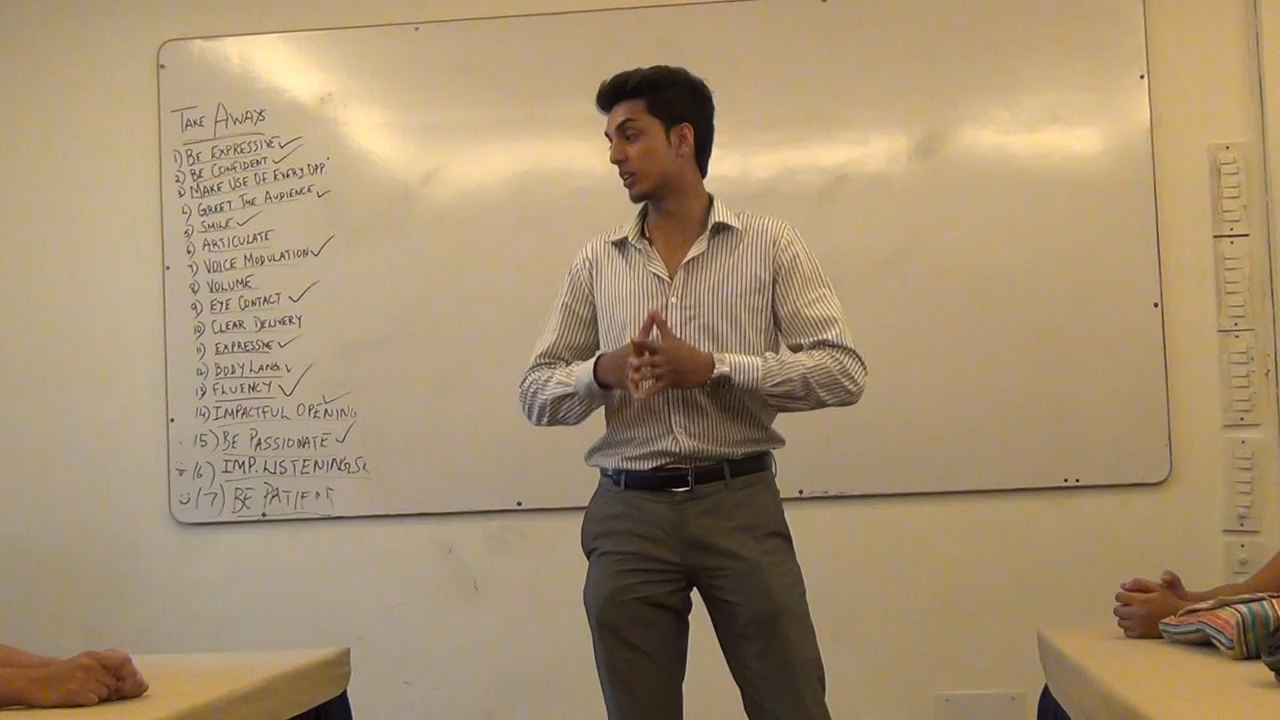 TAKE AWAYS
1) BE EXPRESSIVE ✓
2) BE CONFIDENT ✓
3) MAKE USE OF EVERY OPP.
4) GREET THE AUDIENCE ✓
5) SMILE ✓
6) ARTICULATE
7) VOICE MODULATION ✓
8) VOLUME
9) EYE CONTACT ✓
10) CLEAR DELIVERY
11) EXPRESSIVE ✓
12) BODY LANG. ✓
13) FLUENCY ✓
14) IMPACTFUL OPENING ✓
15) BE PASSIONATE ✓
16) IMP. LISTENING
17) BE PATIENT